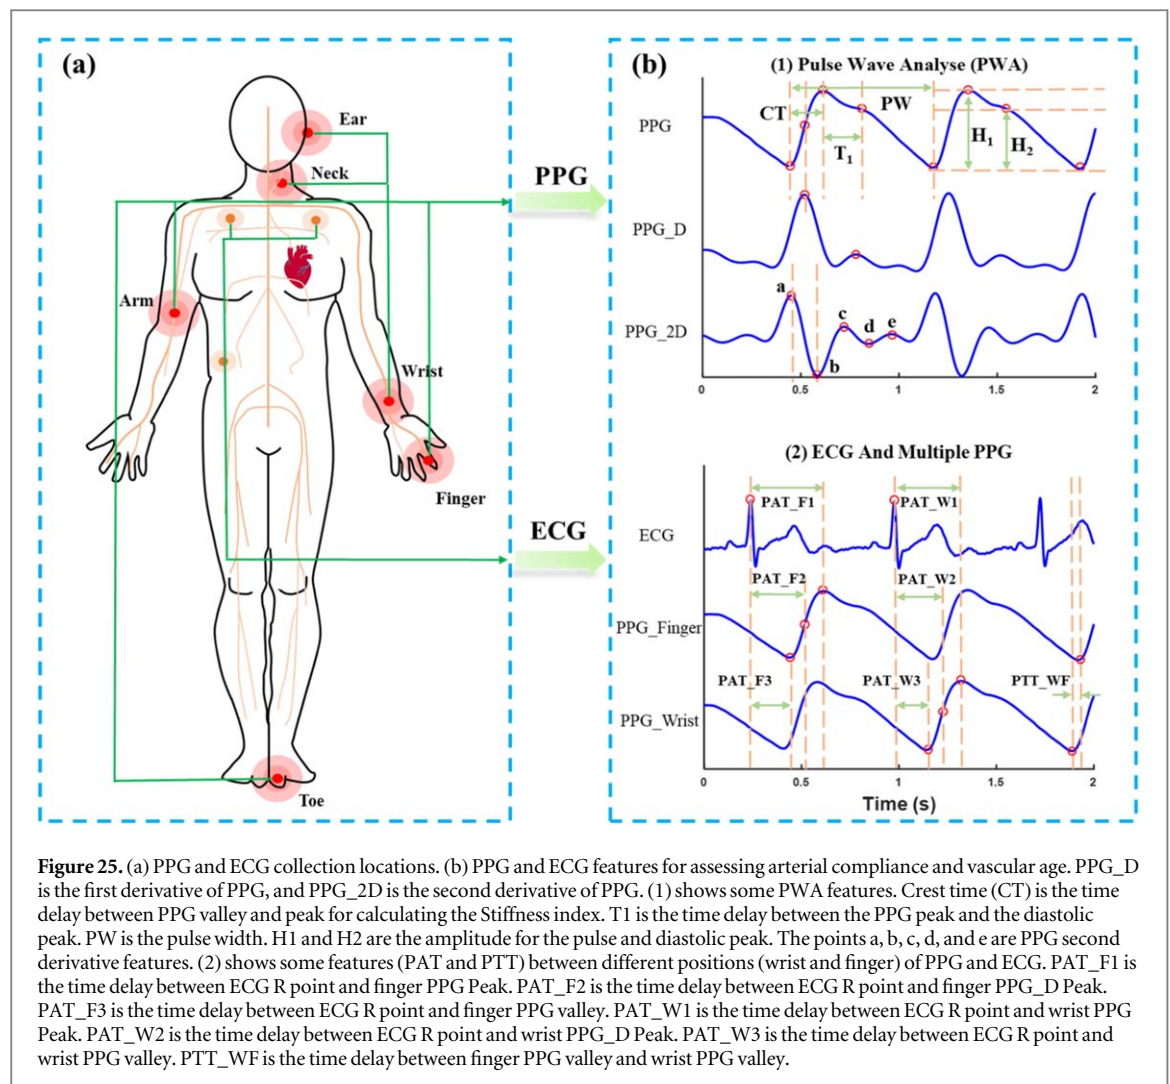 (a)
Ear
Neck
Arm
Wrist
Finger
Toe
PPG
ECG
(b)
(1) Pulse Wave Analyse (PWA)
PPG
CT
PW
T1
H1
H2
PPG_D
PPG_2D
a
b
c
d
e
0
0.5
1
1.5
2
(2) ECG And Multiple PPG
ECG
PAT_F1
PAT_W1
PAT_F2
PAT_W2
PPG_Finger
PAT_F3
PAT_W3
PTT_WF
PPG_Wrist
0
0.5
1
1.5
2
Time (s)
Figure 25. (a) PPG and ECG collection locations. (b) PPG and ECG features for assessing arterial compliance and vascular age. PPG_D
is the first derivative of PPG, and PPG_2D is the second derivative of PPG. (1) shows some PWA features. Crest time (CT) is the time
delay between PPG valley and peak for calculating the Stiffness index. T1 is the time delay between the PPG peak and the diastolic
peak. PW is the pulse width. H1 and H2 are the amplitude for the pulse and diastolic peak. The points a, b, c, d, and e are PPG second
derivative features. (2) shows some features (PAT and PTT) between different positions (wrist and finger) of PPG and ECG. PAT_F1 is
the time delay between ECG R point and finger PPG Peak. PAT_F2 is the time delay between ECG R point and finger PPG_D Peak.
PAT_F3 is the time delay between ECG R point and finger PPG valley. PAT_W1 is the time delay between ECG R point and wrist PPG
Peak. PAT_W2 is the time delay between ECG R point and wrist PPG_D Peak. PAT_W3 is the time delay between ECG R point and
wrist PPG valley. PTT_WF is the time delay between finger PPG valley and wrist PPG valley.